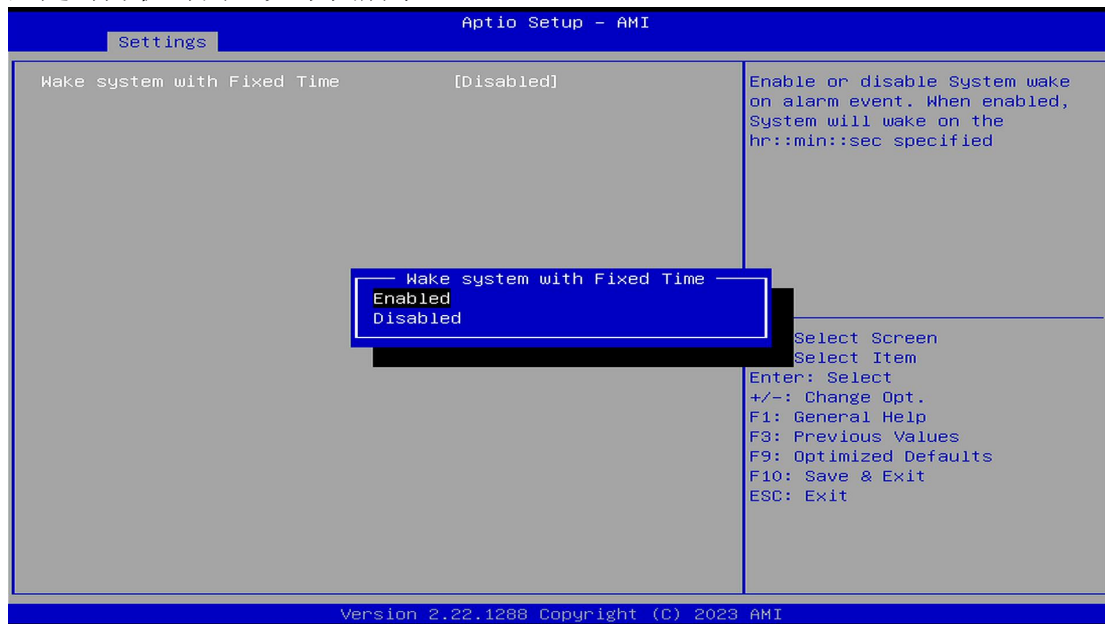 Aptio Setup – AMI
Settings
Wake system with Fixed Time [Disabled]
Enable or disable System wake
on alarm event. When enabled,
System will wake on the
hr::min::sec specified
Wake system with Fixed Time
Enabled
Disabled
Select Screen
Select Item
Enter: Select
+/-: Change Opt.
F1: General Help
F3: Previous Values
F9: Optimized Defaults
F10: Save & Exit
ESC: Exit
Version 2.22.1288 Copyright (C) 2023 AMI